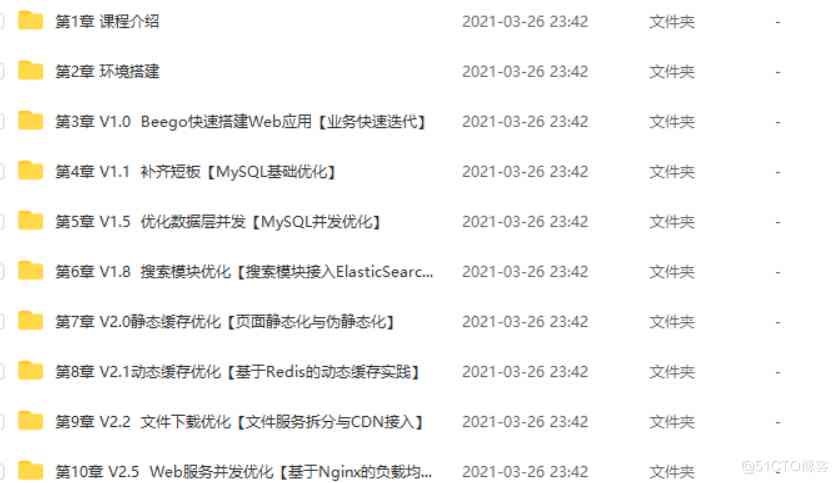 第1章 课程介绍 2021-03-26 23:42 文件夹 -
第2章 环境搭建 2021-03-26 23:42 文件夹 -
第3章 V1.0 Beego快速搭建Web应用【业务快速迭代】 2021-03-26 23:42 文件夹 -
第4章 V1.1 补齐短板【MySQL基础优化】 2021-03-26 23:42 文件夹 -
第5章 V1.5 优化数据层并发【MySQL并发优化】 2021-03-26 23:42 文件夹 -
第6章 V1.8 搜索模块优化【搜索模块接入ElasticSearc... 2021-03-26 23:42 文件夹 -
第7章 V2.0静态缓存优化【页面静态化与伪静态化】 2021-03-26 23:42 文件夹 -
第8章 V2.1动态缓存优化【基于Redis的动态缓存实践】 2021-03-26 23:42 文件夹 -
第9章 V2.2 文件下载优化【文件服务拆分与CDN接入】 2021-03-26 23:42 文件夹 -
第10章 V2.5 Web服务并发优化【基于Nginx的负载均... 2021-03-26 23:42 文件夹 -
@51CTO博客